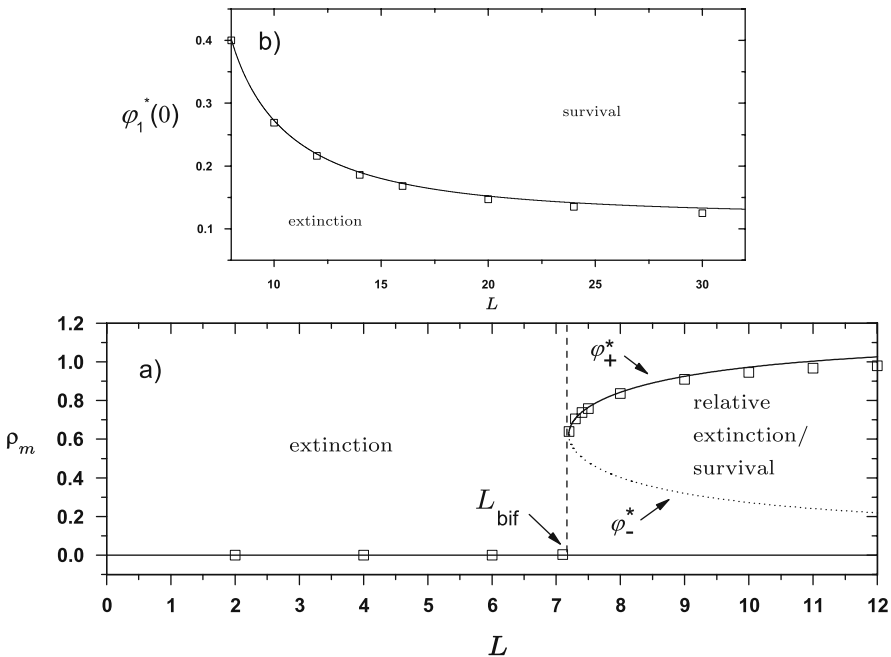 b)
0.4
0.3
0.2
0.1
φ₁*(0)
survival
extinction
10 15 20 25 30
L
a)
1.2
1.0
0.8
0.6
0.4
0.2
0.0
ρₘ
φ₊*
relative
extinction/
survival
extinction
L_bif
φ₋*
0 1 2 3 4 5 6 7 8 9 10 11 12
L